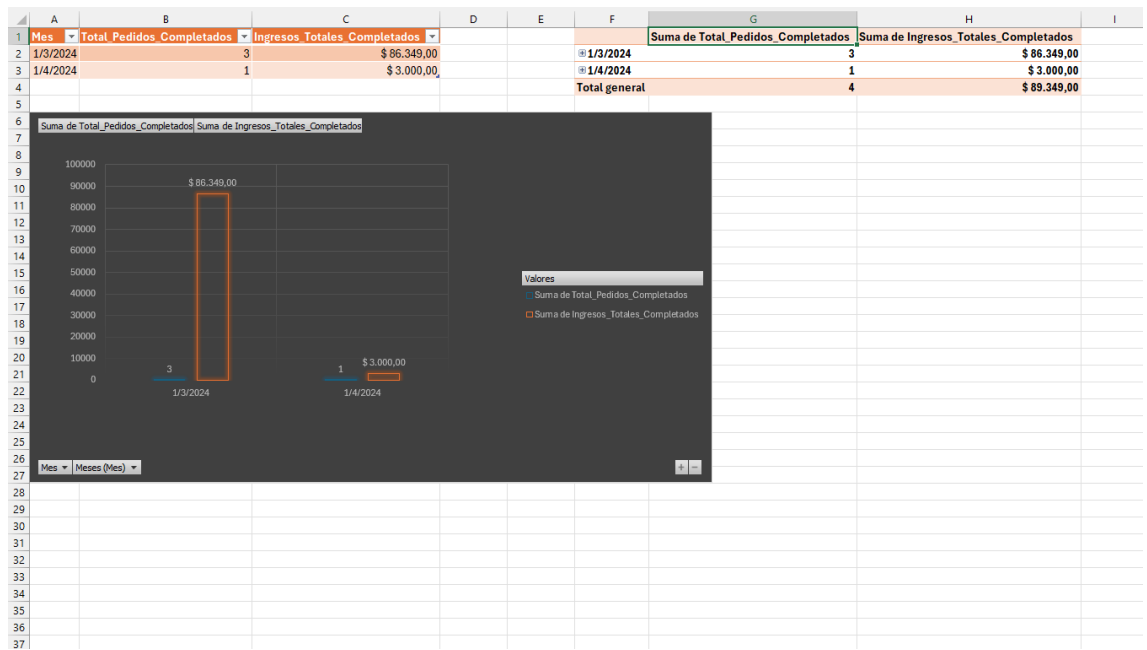 A B C D E F G H I
1 Mes Total_Pedidos_Completados Ingresos_Totales_Completados Suma de Total_Pedidos_Completados Suma de Ingresos_Totales_Completados
2 1/3/2024 3 $ 86.349,00 1/3/2024 3 $ 86.349,00
3 1/4/2024 1 $ 3.000,00 1/4/2024 1 $ 3.000,00
4 Total general 4 $ 89.349,00
5
6 Suma de Total_Pedidos_Completados Suma de Ingresos_Totales_Completados
7
8
100000
9
10 90000 $ 86.349,00
11 80000
12 70000
13
14 60000
15 50000 Valores
16 40000 Suma de Total_Pedidos_Completados
17 30000 Suma de Ingresos_Totales_Completados
18
19 20000
20 10000 3 1 $ 3.000,00
21 0
22 1/3/2024 1/4/2024
23
24
25
26
27 Mes Meses (Mes) + −
28
29
30
31
32
33
34
35
36
37